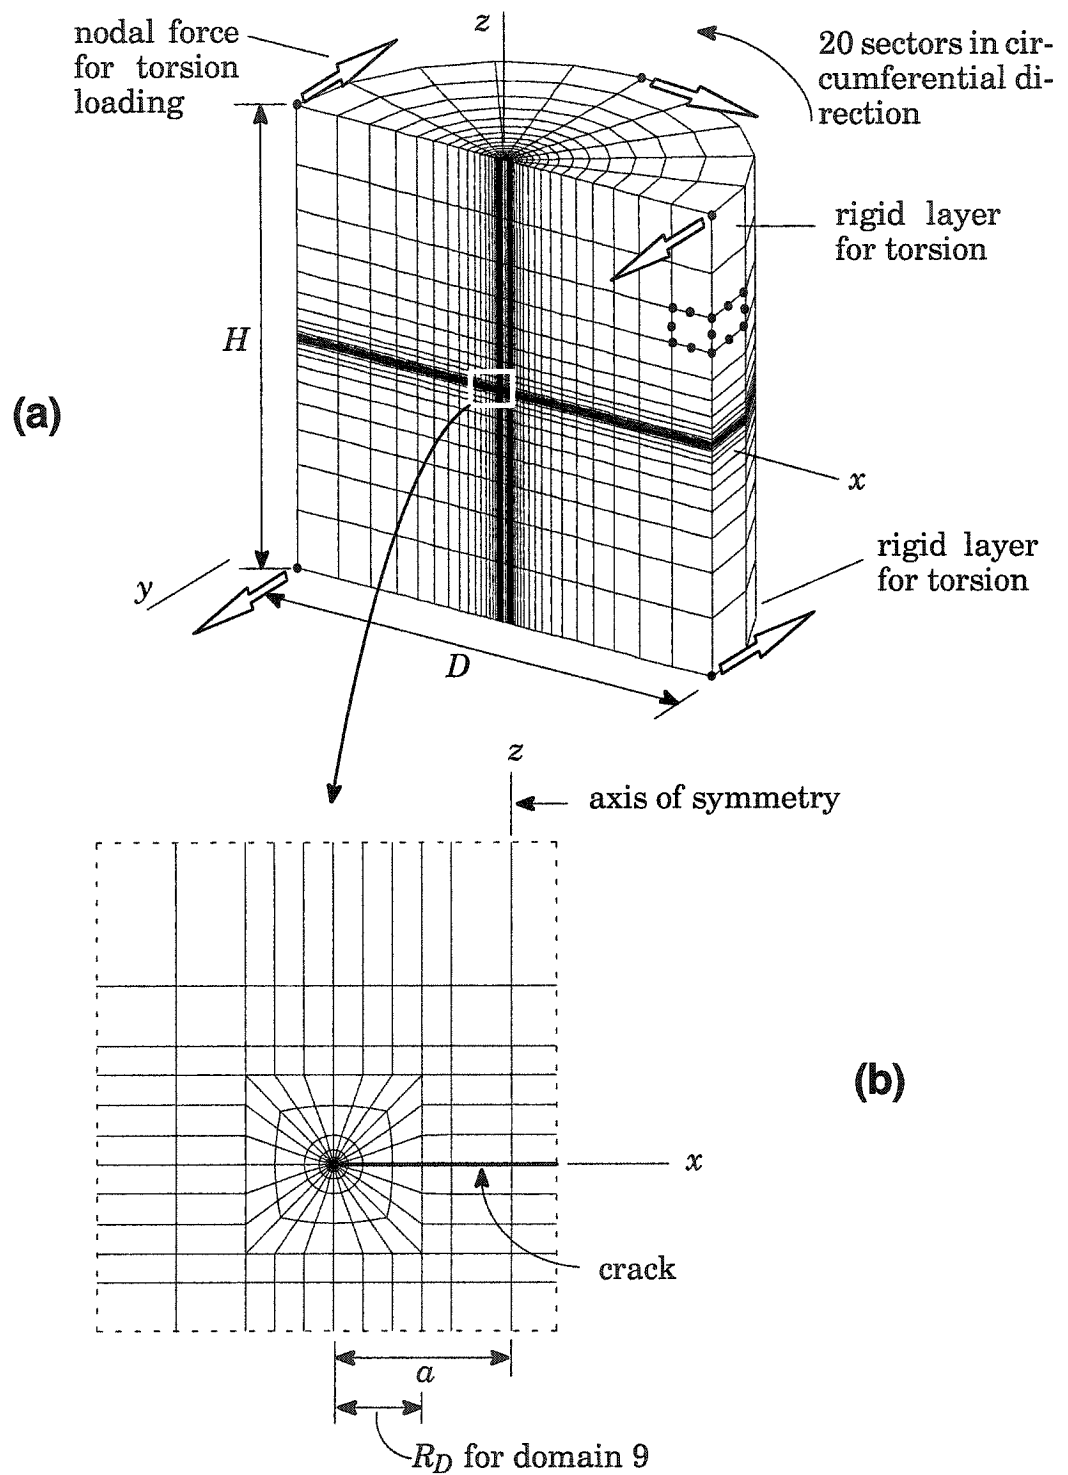 nodal force
for torsion
loading
z
20 sectors in cir-
cumferential di-
rection
rigid layer
for torsion
H
(a)
x
rigid layer
for torsion
y
D
z
axis of symmetry
(b)
x
crack
a
R_D for domain 9